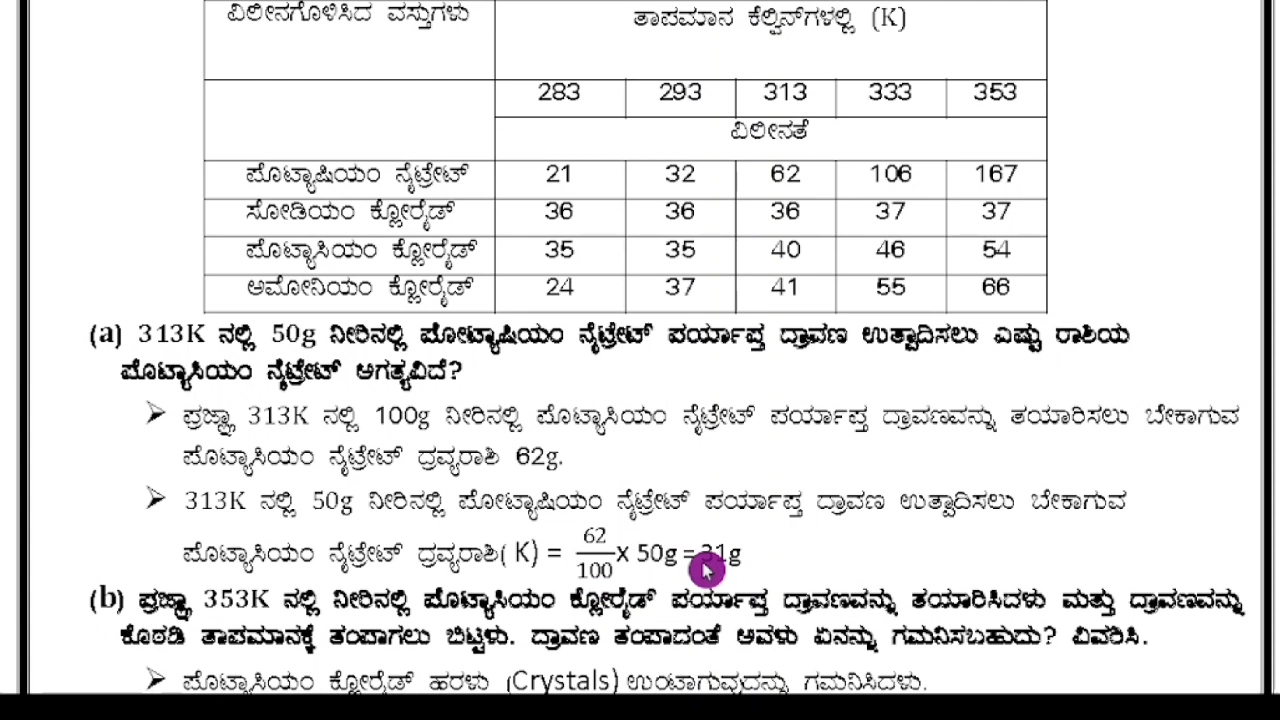 ವಿಲೀನಗೊಳಿಸಿದ ವಸ್ತುಗಳು ತಾಪಮಾನ ಕೆಲ್ವಿನ್‌ಗಳಲ್ಲಿ (K)
283 293 313 333 353
ವಿಲೀನತೆ
ಪೊಟ್ಯಾಷಿಯಂ ನೈಟ್ರೇಟ್ 21 32 62 106 167
ಸೋಡಿಯಂ ಕ್ಲೋರೈಡ್ 36 36 36 37 37
ಪೊಟ್ಯಾಸಿಯಂ ಕ್ಲೋರೈಡ್ 35 35 40 46 54
ಅಮೋನಿಯಂ ಕ್ಲೋರೈಡ್ 24 37 41 55 66
(a) 313K ನಲ್ಲಿ 50g ನೀರಿನಲ್ಲಿ ಪೋಟ್ಯಾಷಿಯಂ ನೈಟ್ರೇಟ್ ಪರ್ಯಾಪ್ತ ದ್ರಾವಣ ಉತ್ಪಾದಿಸಲು ಎಷ್ಟು ರಾಶಿಯ
ಪೊಟ್ಯಾಸಿಯಂ ನೈಟ್ರೇಟ್ ಅಗತ್ಯವಿದೆ?
➢ ಪ್ರಜ್ಞಾ 313K ನಲ್ಲಿ 100g ನೀರಿನಲ್ಲಿ ಪೊಟ್ಯಾಸಿಯಂ ನೈಟ್ರೇಟ್ ಪರ್ಯಾಪ್ತ ದ್ರಾವಣವನ್ನು ತಯಾರಿಸಲು ಬೇಕಾಗುವ
ಪೊಟ್ಯಾಸಿಯಂ ನೈಟ್ರೇಟ್ ದ್ರವ್ಯರಾಶಿ 62g.
➢ 313K ನಲ್ಲಿ 50g ನೀರಿನಲ್ಲಿ ಪೋಟ್ಯಾಷಿಯಂ ನೈಟ್ರೇಟ್ ಪರ್ಯಾಪ್ತ ದ್ರಾವಣ ಉತ್ಪಾದಿಸಲು ಬೇಕಾಗುವ
ಪೊಟ್ಯಾಸಿಯಂ ನೈಟ್ರೇಟ್ ದ್ರವ್ಯರಾಶಿ( K) = 62/100 x 50g = 31g
(b) ಪ್ರಜ್ಞಾ 353K ನಲ್ಲಿ ನೀರಿನಲ್ಲಿ ಪೊಟ್ಯಾಸಿಯಂ ಕ್ಲೋರೈಡ್ ಪರ್ಯಾಪ್ತ ದ್ರಾವಣವನ್ನು ತಯಾರಿಸಿದಳು ಮತ್ತು ದ್ರಾವಣವನ್ನು
ಕೊಠಡಿ ತಾಪಮಾನಕ್ಕೆ ತಂಪಾಗಲು ಬಿಟ್ಟಳು. ದ್ರಾವಣ ತಂಪಾದಂತೆ ಅವಳು ಏನನ್ನು ಗಮನಿಸಬಹುದು? ವಿವರಿಸಿ.
➢ ಪೊಟ್ಯಾಸಿಯಂ ಕ್ಲೋರೈಡ್ ಹರಳು (Crystals) ಉಂಟಾಗುವುದನ್ನು ಗಮನಿಸಿದಳು.